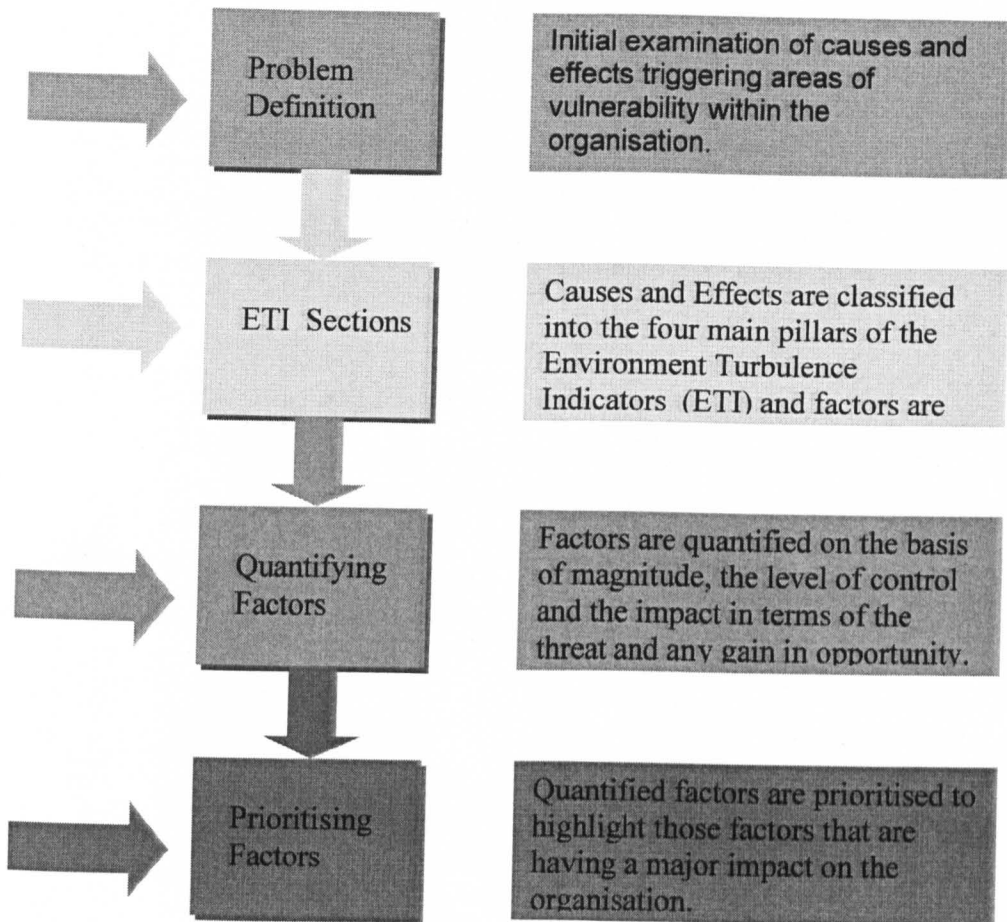 Problem
Definition
Initial examination of causes and
effects triggering areas of
vulnerability within the
organisation.
ETI Sections
Causes and Effects are classified
into the four main pillars of the
Environment Turbulence
Indicators (ETI) and factors are
Quantifying
Factors
Factors are quantified on the basis
of magnitude, the level of control
and the impact in terms of the
threat and any gain in opportunity.
Prioritising
Factors
Quantified factors are prioritised to
highlight those factors that are
having a major impact on the
organisation.